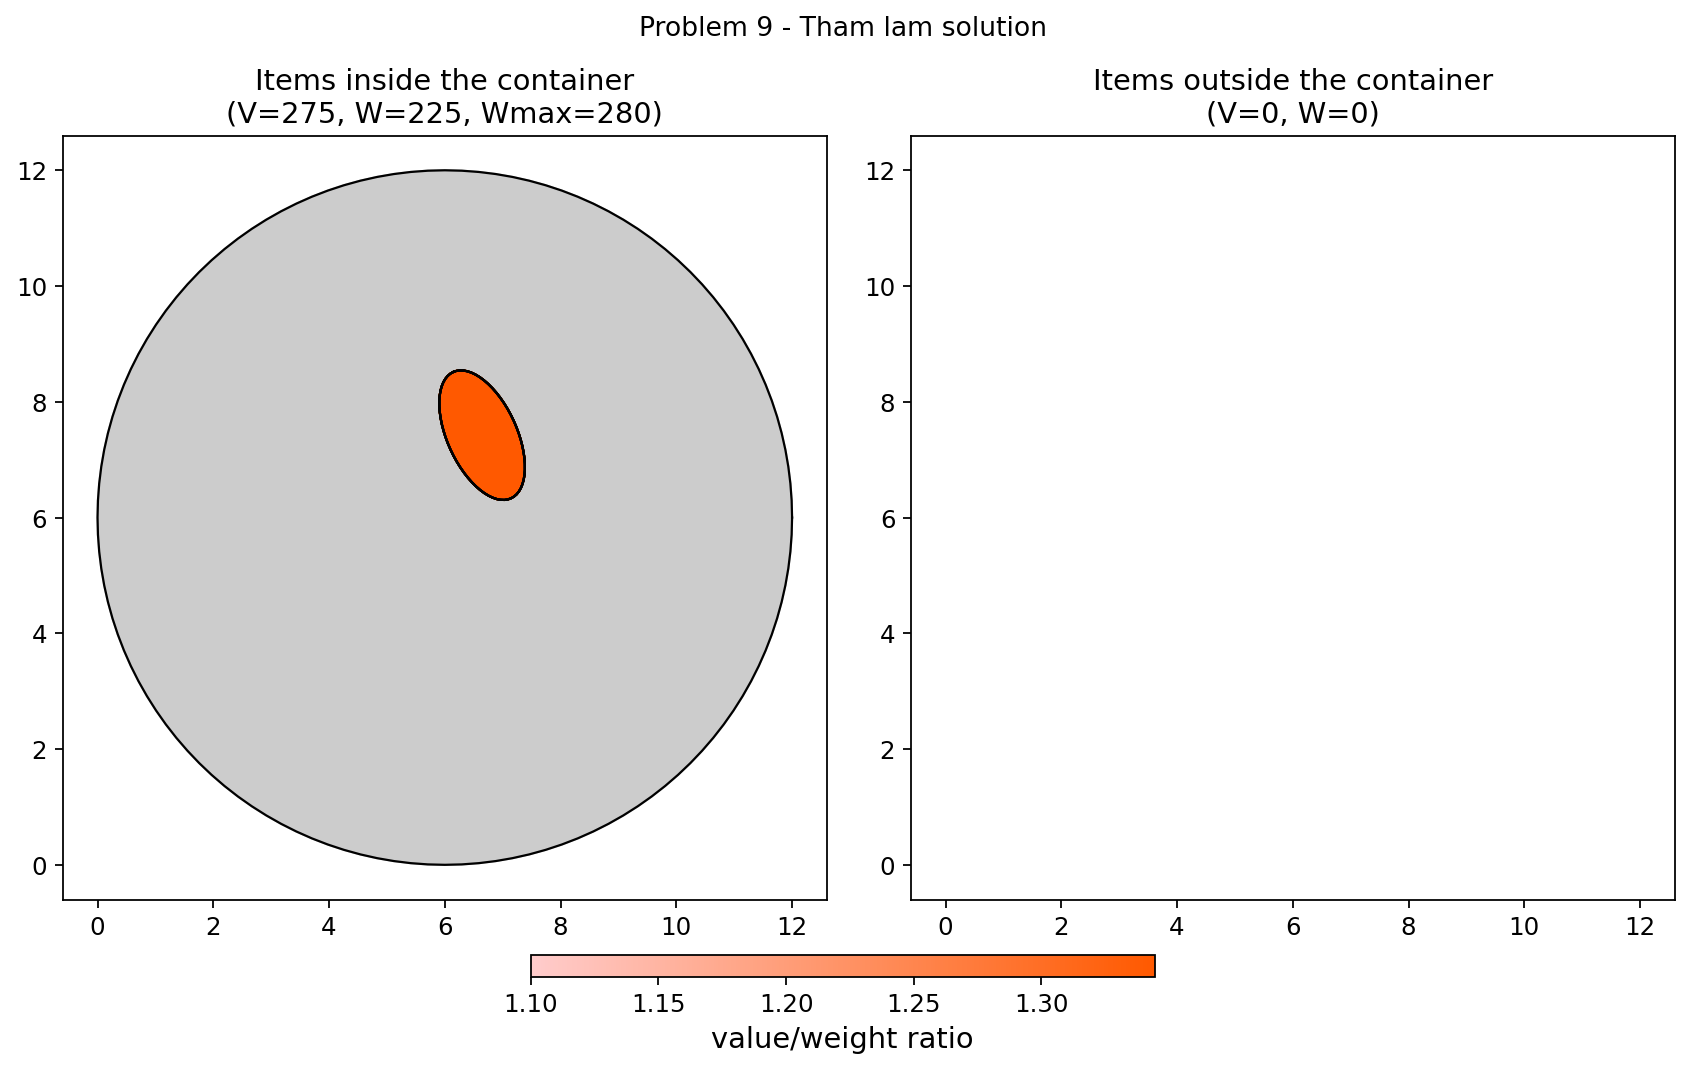 Problem 9 - Tham lam solution
Items inside the container
(V=275, W=225, Wmax=280)
12
10
8
6
4
2
0
0 2 4 6 8 10 12
Items outside the container
(V=0, W=0)
12
10
8
6
4
2
0
0 2 4 6 8 10 12
1.10 1.15 1.20 1.25 1.30
value/weight ratio